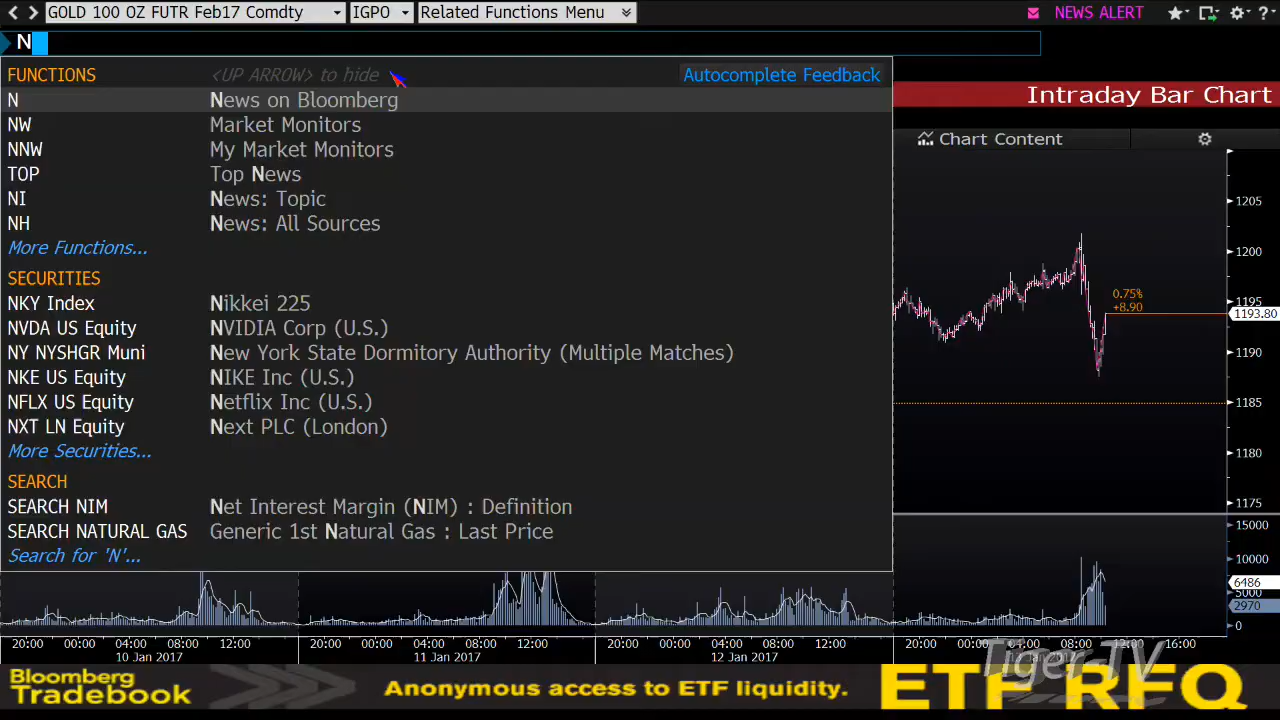 GOLD 100 OZ FUTR Feb17 Comdty IGPO Related Functions Menu NEWS ALERT
N
FUNCTIONS <UP ARROW> to hide Autocomplete Feedback
N News on Bloomberg
Intraday Bar Chart
NW Market Monitors
Chart Content
NNW My Market Monitors
TOP Top News
NI News: Topic
NH News: All Sources
More Functions...
SECURITIES
NKY Index Nikkei 225
NVDA US Equity NVIDIA Corp (U.S.)
NY NYSHGR Muni New York State Dormitory Authority (Multiple Matches)
NKE US Equity NIKE Inc (U.S.)
NFLX US Equity Netflix Inc (U.S.)
NXT LN Equity Next PLC (London)
More Securities...
SEARCH
SEARCH NIM Net Interest Margin (NIM) : Definition
SEARCH NATURAL GAS Generic 1st Natural Gas : Last Price
Search for 'N'...
1205
1200
0.75%
1195
+8.90
1193.80
1190
1185
1180
1175
15000
10000
6486
5000
2970
0
20:00 00:00 04:00 08:00 12:00 20:00 00:00 04:00 08:00 12:00 20:00 00:00 04:00 08:00 12:00 20:00 00:00 04:00 08:00 12:00 16:00
10 Jan 2017 11 Jan 2017 12 Jan 2017 13 Jan 2017
Tiger-TV
Bloomberg
Tradebook
Anonymous access to ETF liquidity.
ETF RFQ